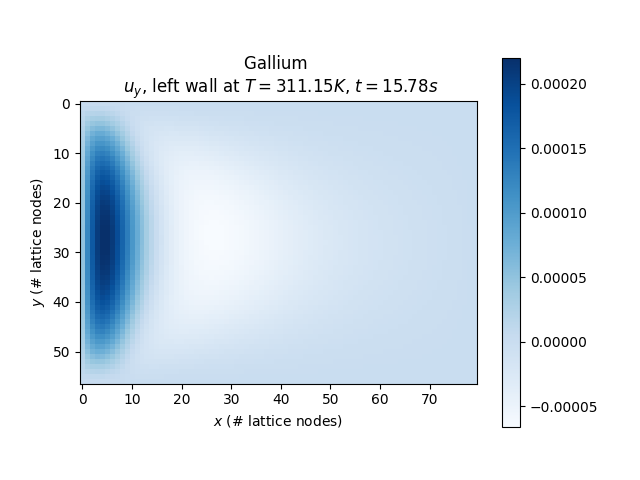 Gallium
u_y, left wall at T = 311.15K, t = 15.78s
0
10
20
30
40
50
y (# lattice nodes)
0 10 20 30 40 50 60 70
x (# lattice nodes)
0.00020
0.00015
0.00010
0.00005
0.00000
−0.00005